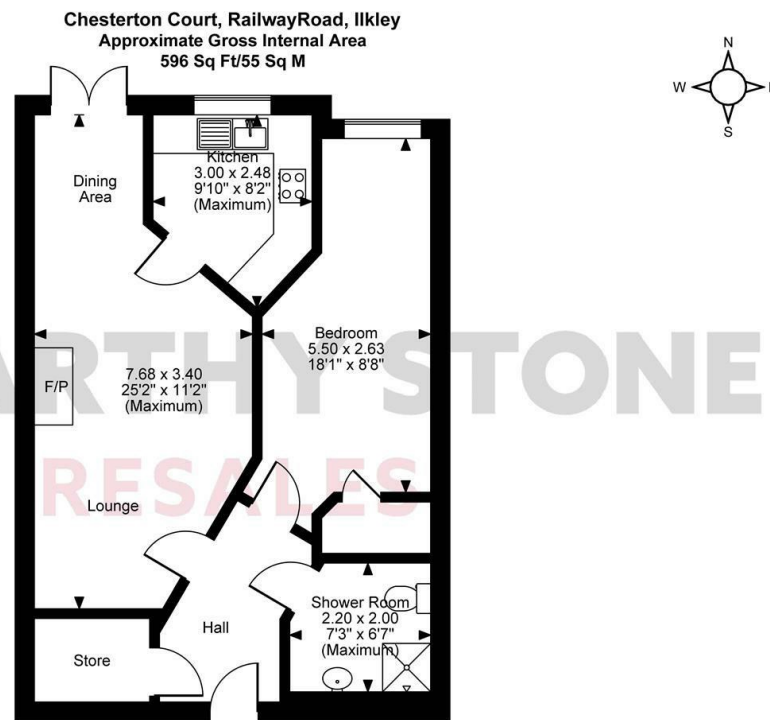 Chesterton Court, RailwayRoad, Ilkley
Approximate Gross Internal Area
596 Sq Ft/55 Sq M
N
W
S
Dining
Area
Kitchen
3.00 x 2.48
9'10" x 8'2"
(Maximum)
Bedroom
5.50 x 2.63
18'1" x 8'8"
F/P
7.68 x 3.40
25'2" x 11'2"
(Maximum)
ARTHY STONE
RESALES
Lounge
Hall
Shower Room
2.20 x 2.00
7'3" x 6'7"
(Maximum)
Store